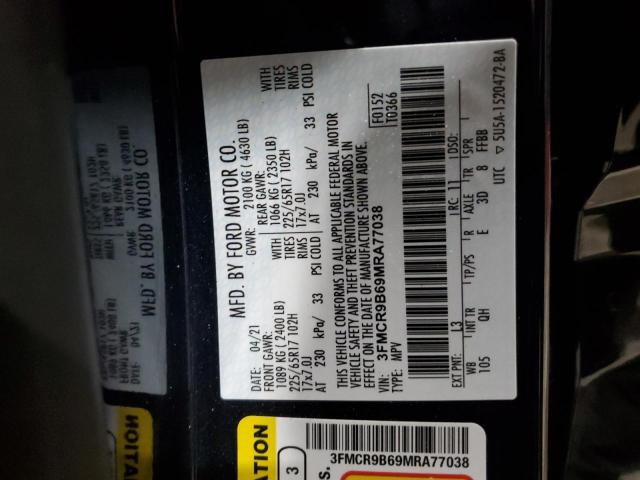 MFD. BY FORD MOTOR CO.
DATE: 04/21
GVWR: 2100 KG ( 4630 LB)
FRONT GAWR:
1089 KG ( 2400 LB)
225/65R17 102H
17x7.0J
AT 230 kPa/ 33 PSI COLD
REAR GAWR:
1066 KG ( 2350 LB)
225/65R17 102H
17x7.0J
AT 230 kPa/ 33 PSI COLD
WITH
TIRES
RIMS
WITH
TIRES
RIMS
THIS VEHICLE CONFORMS TO ALL APPLICABLE FEDERAL MOTOR
VEHICLE SAFETY AND THEFT PREVENTION STANDARDS IN
EFFECT ON THE DATE OF MANUFACTURE SHOWN ABOVE.
F0152
T0366
VIN: 3FMCR9B69MRA77038
TYPE: MPV
EXT PNT: L3 RC: 11 DSO:
WB INT TR TP/PS R AXLE TR SPR
105 QH E 3D 8 FFBB
UTC ▽ 5U5A-1520472-BA
ATION
3
s.
3FMCR9B69MRA77038